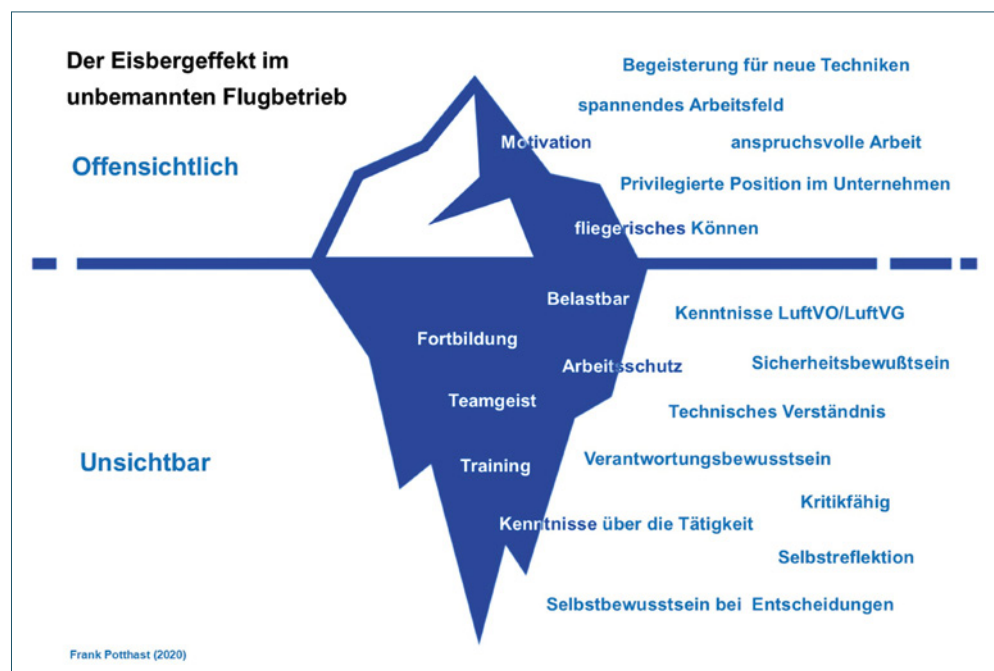 Der Eisbergeffekt im
unbemannten Flugbetrieb
Offensichtlich
Begeisterung für neue Techniken
spannendes Arbeitsfeld
Motivation
anspruchsvolle Arbeit
Privilegierte Position im Unternehmen
fliegerisches Können
Belastbar
Kenntnisse LuftVO/LuftVG
Fortbildung
Arbeitsschutz
Sicherheitsbewußtsein
Teamgeist
Technisches Verständnis
Unsichtbar
Training
Verantwortungsbewusstsein
Kritikfähig
Kenntnisse über die Tätigkeit
Selbstreflektion
Selbstbewusstsein bei Entscheidungen
Frank Potthast (2020)